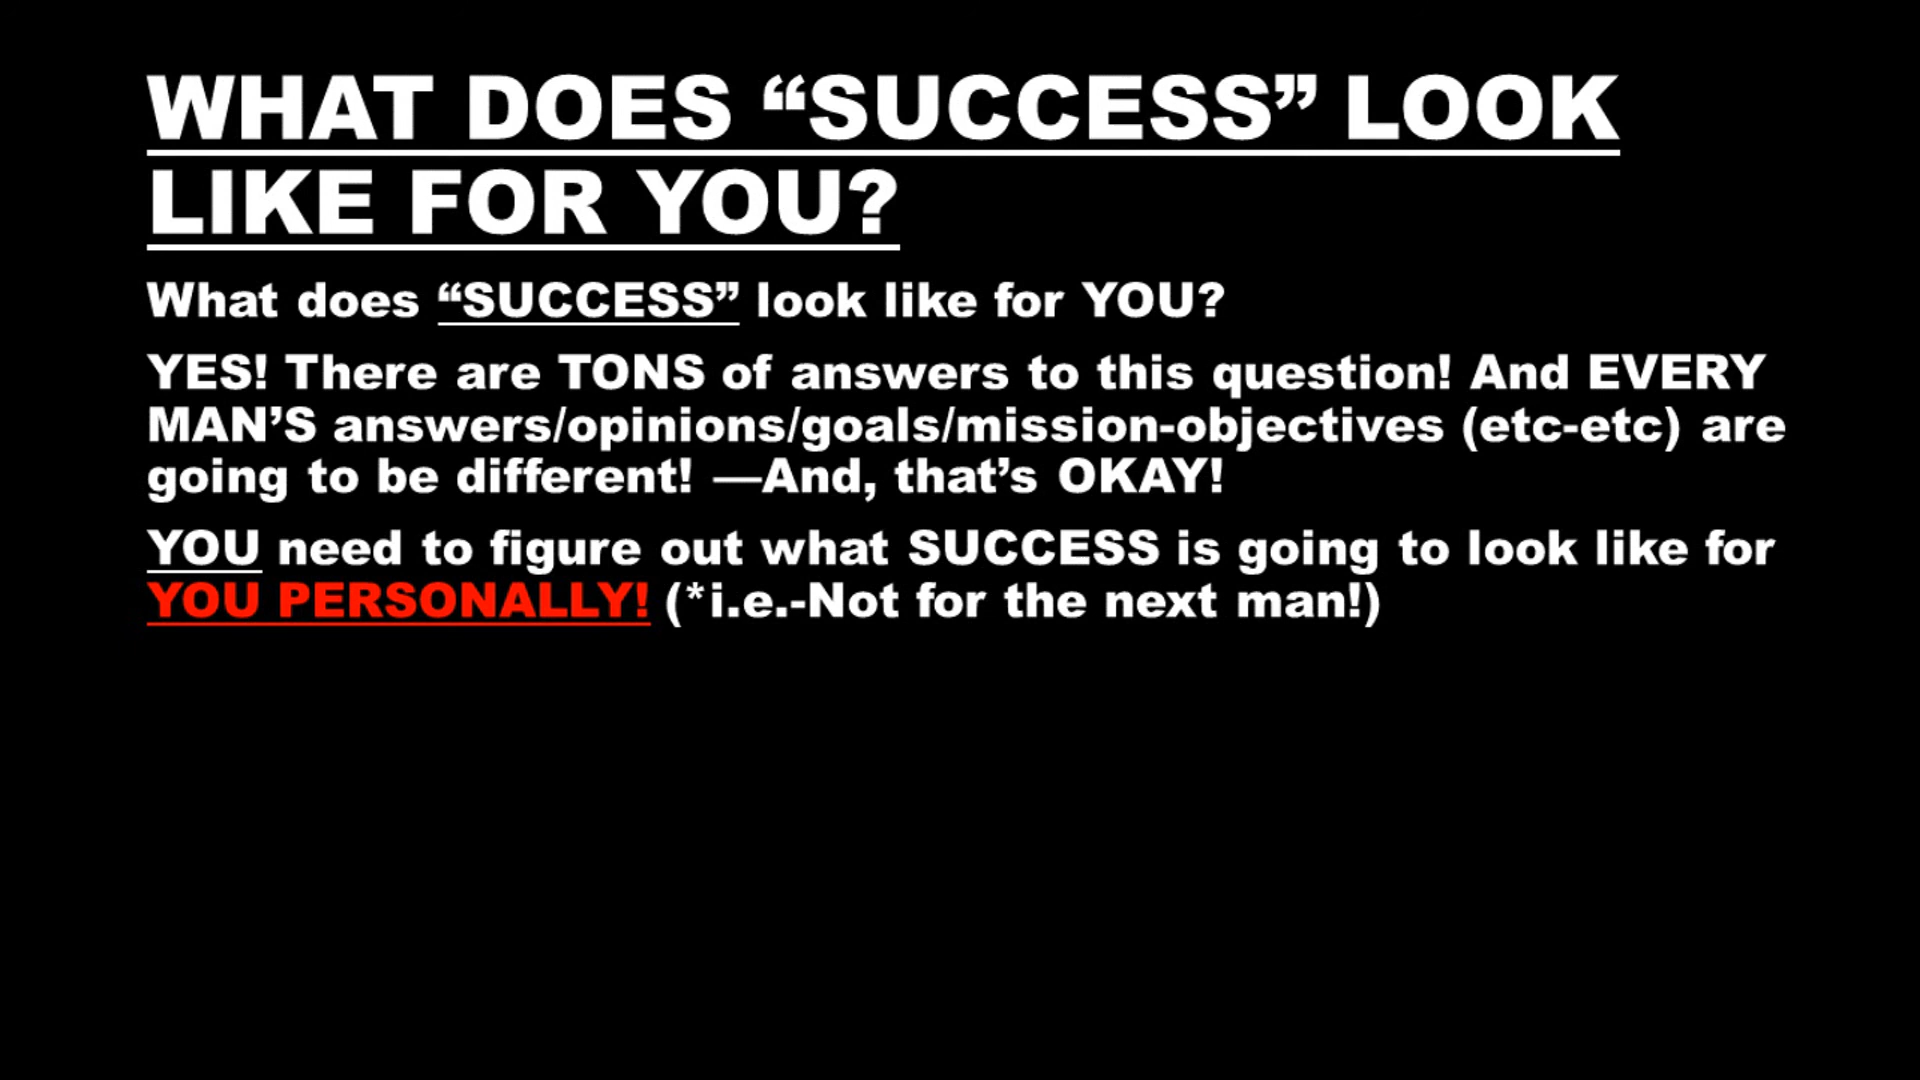 WHAT DOES “SUCCESS” LOOK
LIKE FOR YOU?
What does “SUCCESS” look like for YOU?
YES! There are TONS of answers to this question! And EVERY
MAN’S answers/opinions/goals/mission-objectives (etc-etc) are
going to be different! —And, that’s OKAY!
YOU need to figure out what SUCCESS is going to look like for
YOU PERSONALLY! (*i.e.-Not for the next man!)